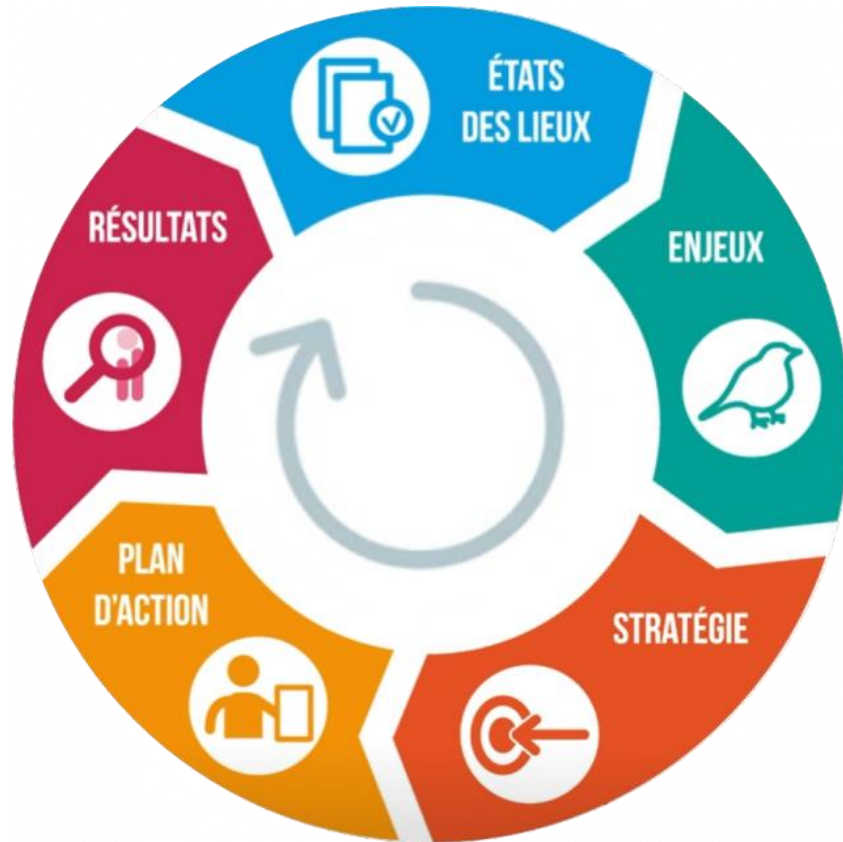 ÉTATS
DES LIEUX
ENJEUX
STRATÉGIE
PLAN
D'ACTION
RÉSULTATS